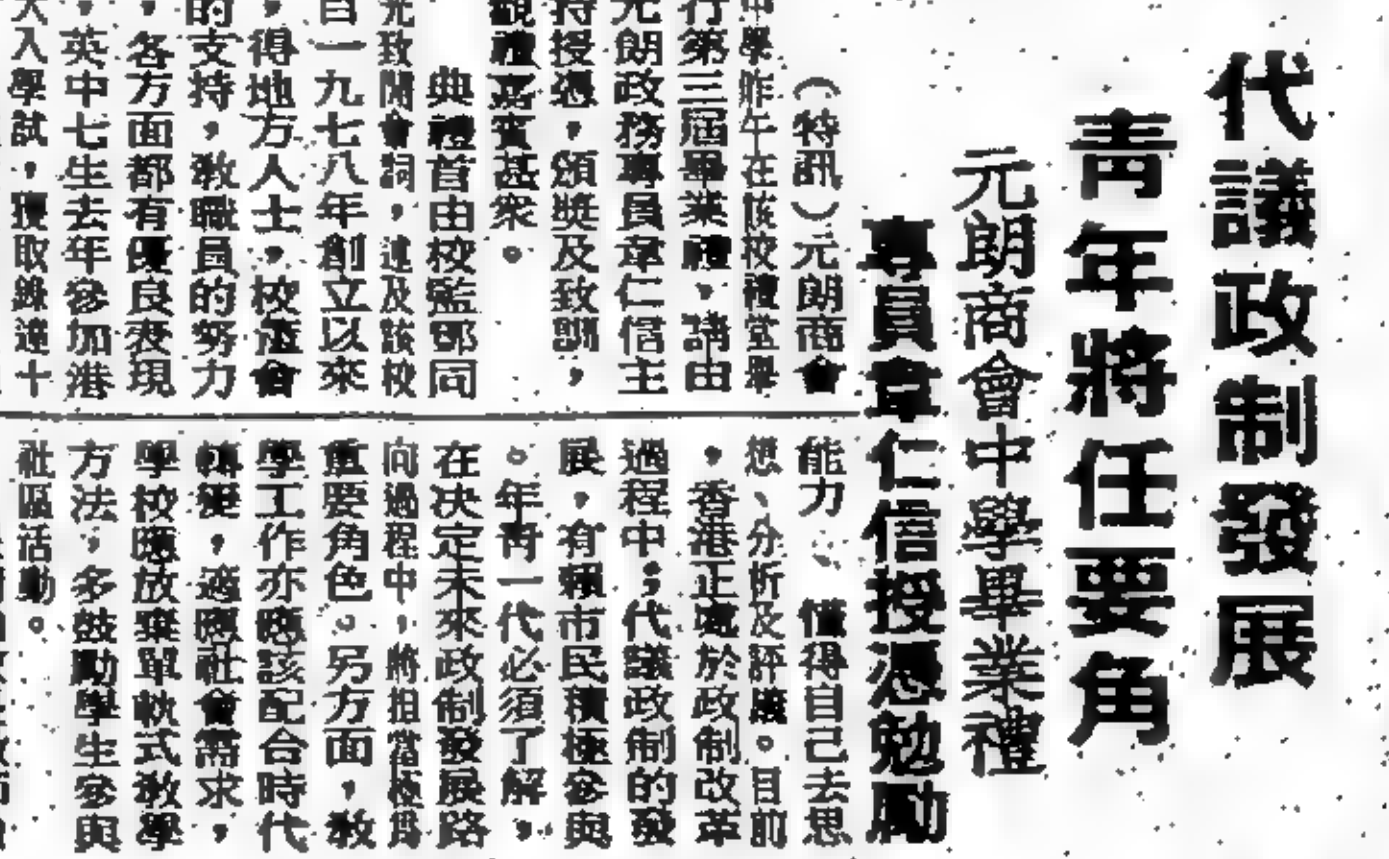 代議政制發展
青年將任要角
元朗商會中學畢業禮
專員韋仁信授憑勉勵
（特訊）元朗商會
中學昨午在該校禮堂舉
行第三屆畢業禮，請由
元朗政務專員韋仁信主
持授憑，頒獎及致訓，
觀禮嘉賓甚衆。
典禮首由校監鄧同
光致開會詞，述及該校
自一九七八年創立以來
，得地方人士，校董會
的支持，教職員的努力
，各方面都有優良表現
，英中七生去年參加港
大入學試，獲取錄達十
能力、懂得自己去思
想、分析及評議。目前
，香港正處於政制改革
過程中；代議政制的發
展，有賴市民積極參與
。年青一代必須了解，
在決定未來政制發展路
向過程中，將担當極爲
重要角色。另方面，教
學工作亦應該配合時代
轉變，適應社會需求，
學校應放棄單軌式教學
方法，多鼓勵學生參與
社區活動。